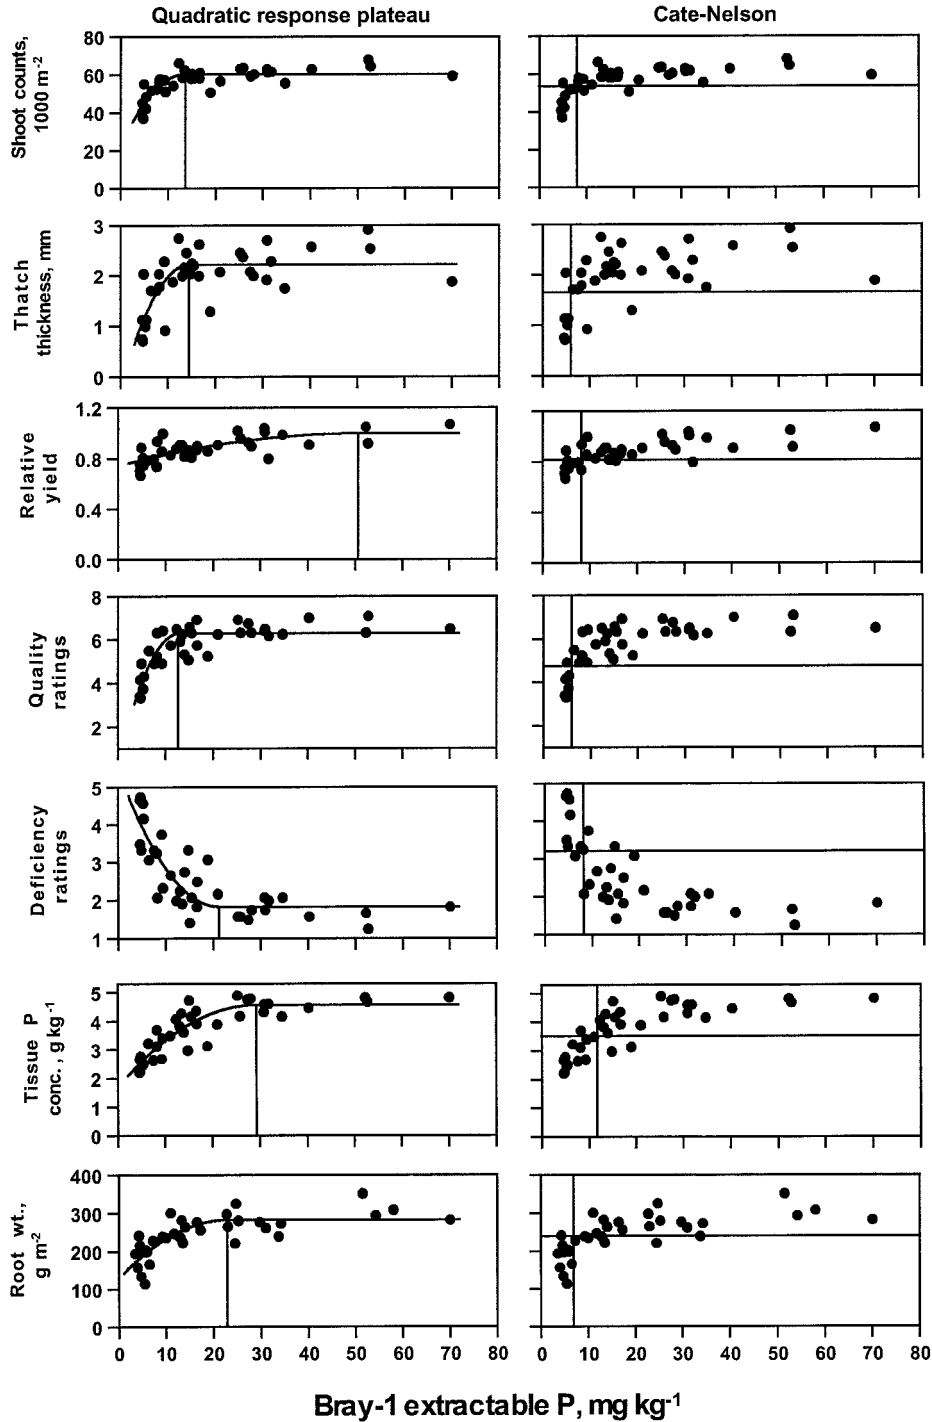 Quadratic response plateau Cate-Nelson
Shoot counts,
1000 m-2
80
60
40
20
0
Thatch
thickness, mm
3
2
1
0
Relative
yield
1.2
0.8
0.4
0.0
Quality
ratings
8
6
4
2
Deficiency
ratings
5
4
3
2
1
Tissue P
conc., g kg-1
5
4
3
2
1
0
Root wt.,
g m-2
400
300
200
100
0
0 10 20 30 40 50 60 70 80 0 10 20 30 40 50 60 70 80
Bray-1 extractable P, mg kg-1